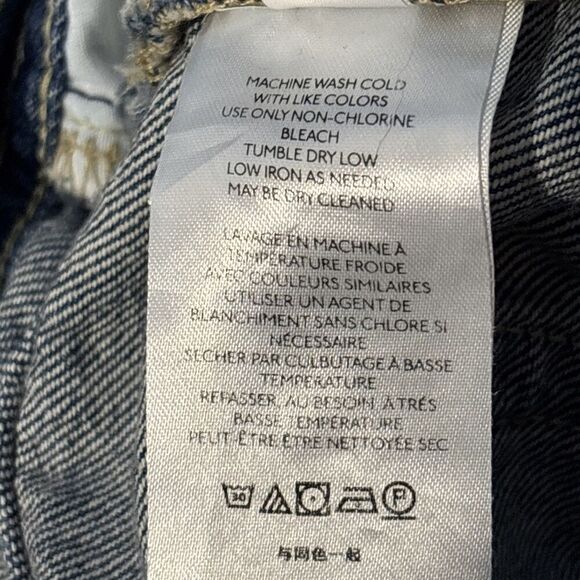 MACHINE WASH COLD
WITH LIKE COLORS
USE ONLY NON-CHLORINE
BLEACH
TUMBLE DRY LOW
LOW IRON AS NEEDED
MAY BE DRY CLEANED
LAVAGE EN MACHINE À
TEMPÉRATURE FROIDE
AVEC COULEURS SIMILAIRES
UTILISER UN AGENT DE
BLANCHIMENT SANS CHLORE SI
NÉCESSAIRE
SÉCHER PAR CULBUTAGE À BASSE
TEMPÉRATURE
REPASSER AU BESOIN À TRÈS
BASSE TEMPÉRATURE
PEUT-ÊTRE ÊTRE NETTOYÉE SEC
30 F
与同色一起